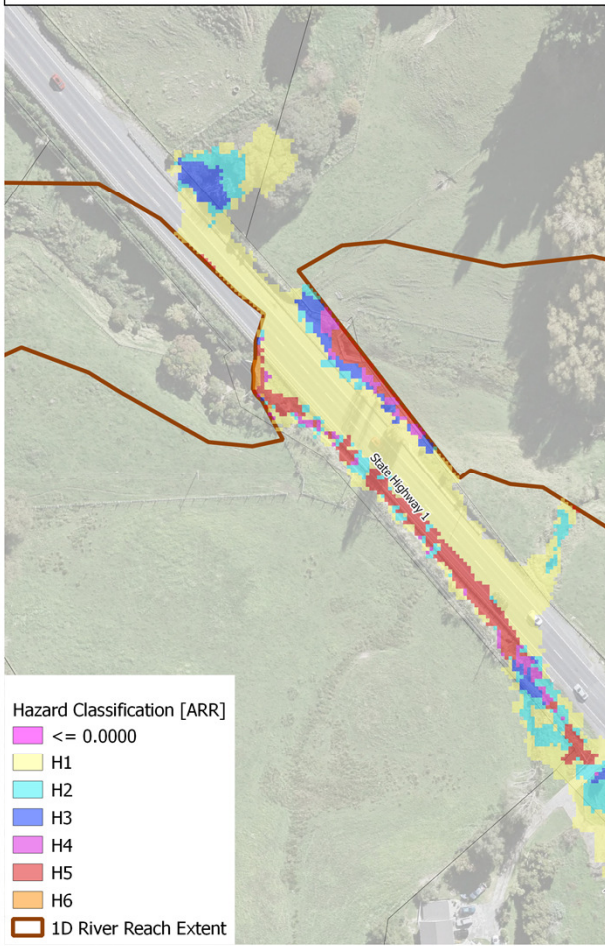 State Highway 1
Hazard Classification [ARR]
<= 0.0000
H1
H2
H3
H4
H5
H6
1D River Reach Extent